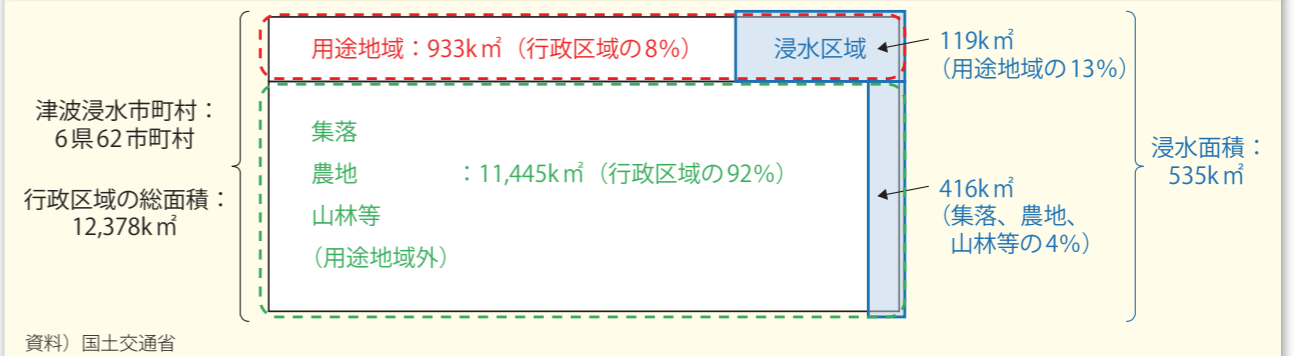 津波浸水市町村：
6県62市町村
行政区域の総面積：
12,378k㎡
用途地域：933k㎡（行政区域の8%）
浸水区域
119k㎡
（用途地域の13%）
集落
農地　　　　：11,445k㎡（行政区域の92%）
山林等
（用途地域外）
416k㎡
（集落、農地、
山林等の4%）
浸水面積：
535k㎡
資料）国土交通省